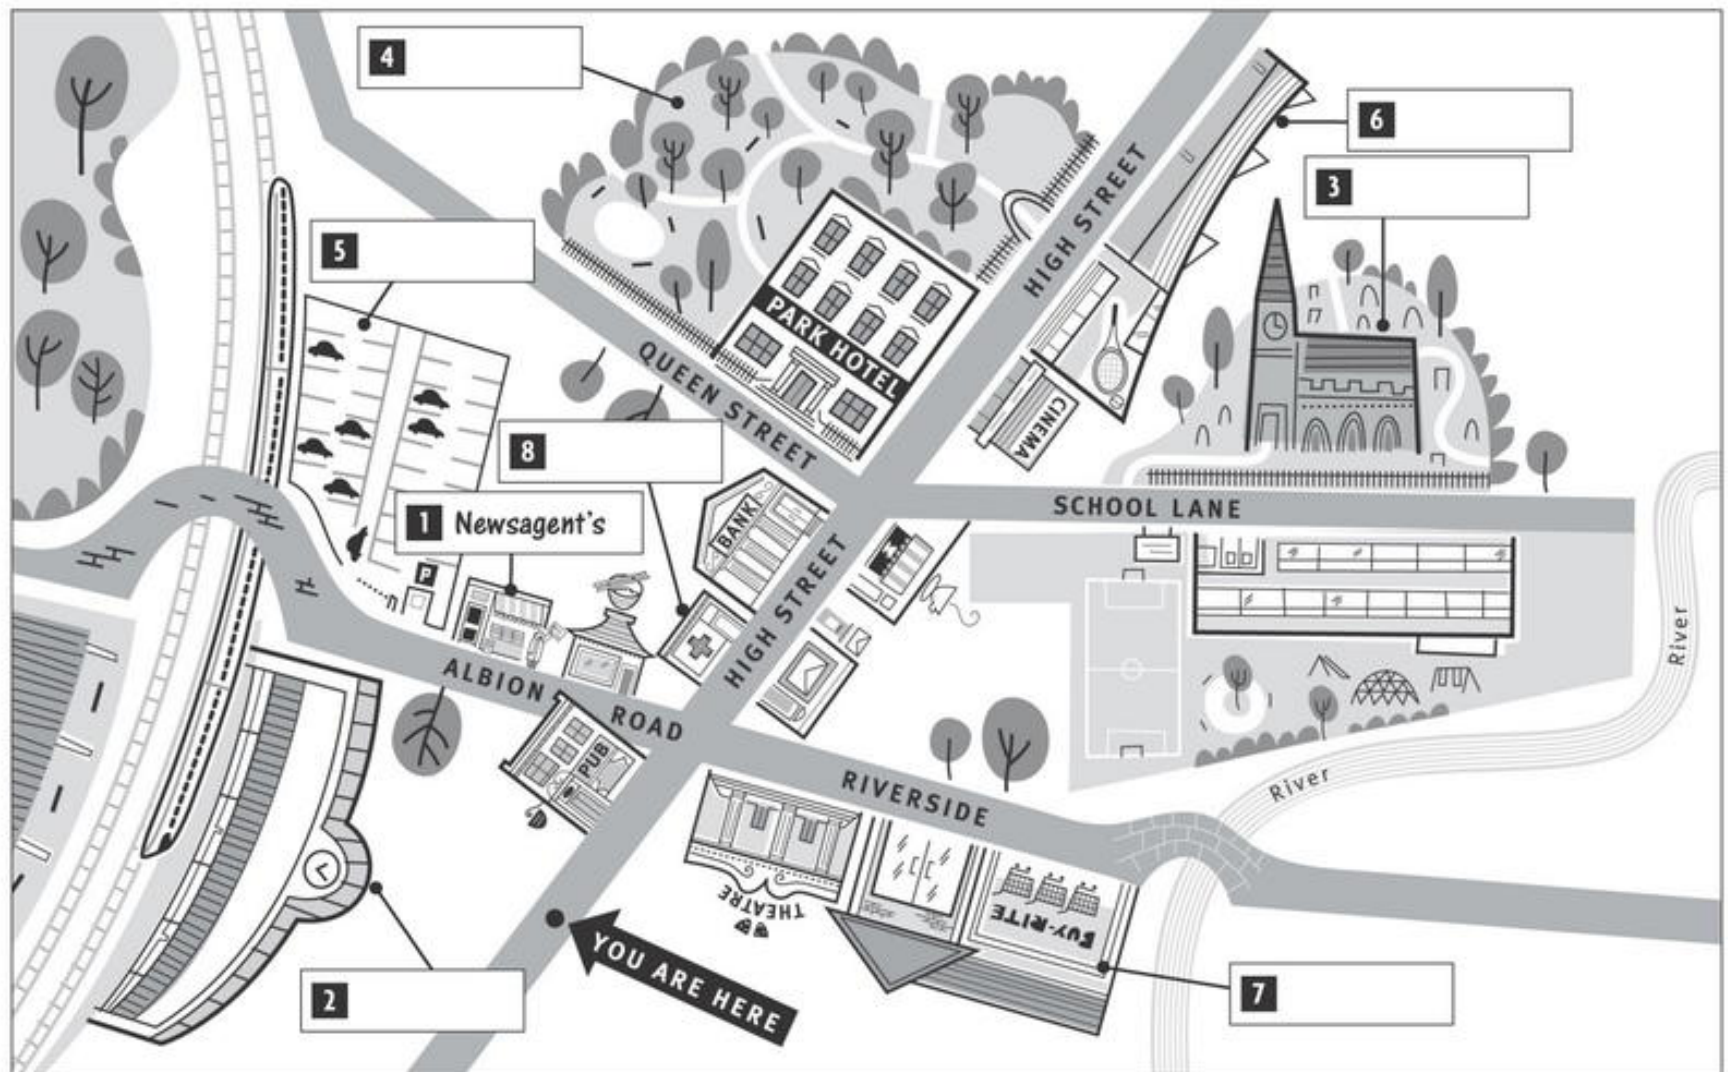 4
6
3
5
HIGH STREET
PARK HOTEL
QUEEN STREET
CINEMA
8
1 Newsagent's
BANK
SCHOOL LANE
HIGH STREET
P
ALBION ROAD
PUB
RIVERSIDE
River
River
THEATRE
BUY-RITE
YOU ARE HERE
2
7